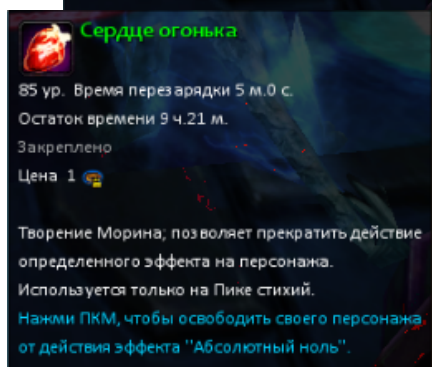 Сердце огонька
85 ур. Время перезарядки 5 м.0 с.
Остаток времени 9 ч.21 м.
Закреплено
Цена 1
Творение Морина; позволяет прекратить действие
определенного эффекта на персонажа.
Используется только на Пике стихий.
Нажми ПКМ, чтобы освободить своего персонажа
от действия эффекта "Абсолютный ноль".